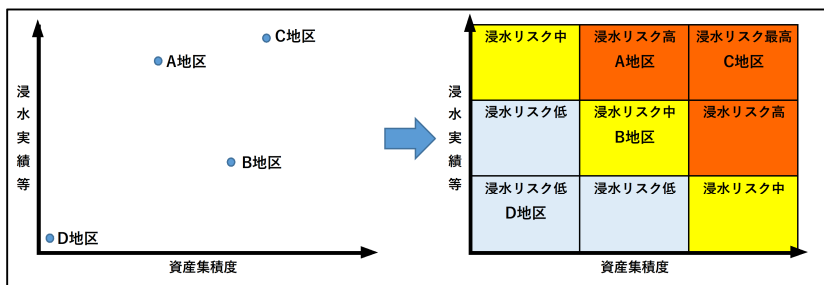 C地区
A地区
B地区
D地区
浸水実績等
資産集積度
浸水リスク中
浸水リスク高
A地区
浸水リスク最高
C地区
浸水リスク低
浸水リスク中
B地区
浸水リスク高
浸水リスク低
D地区
浸水リスク低
浸水リスク中
浸水実績等
資産集積度